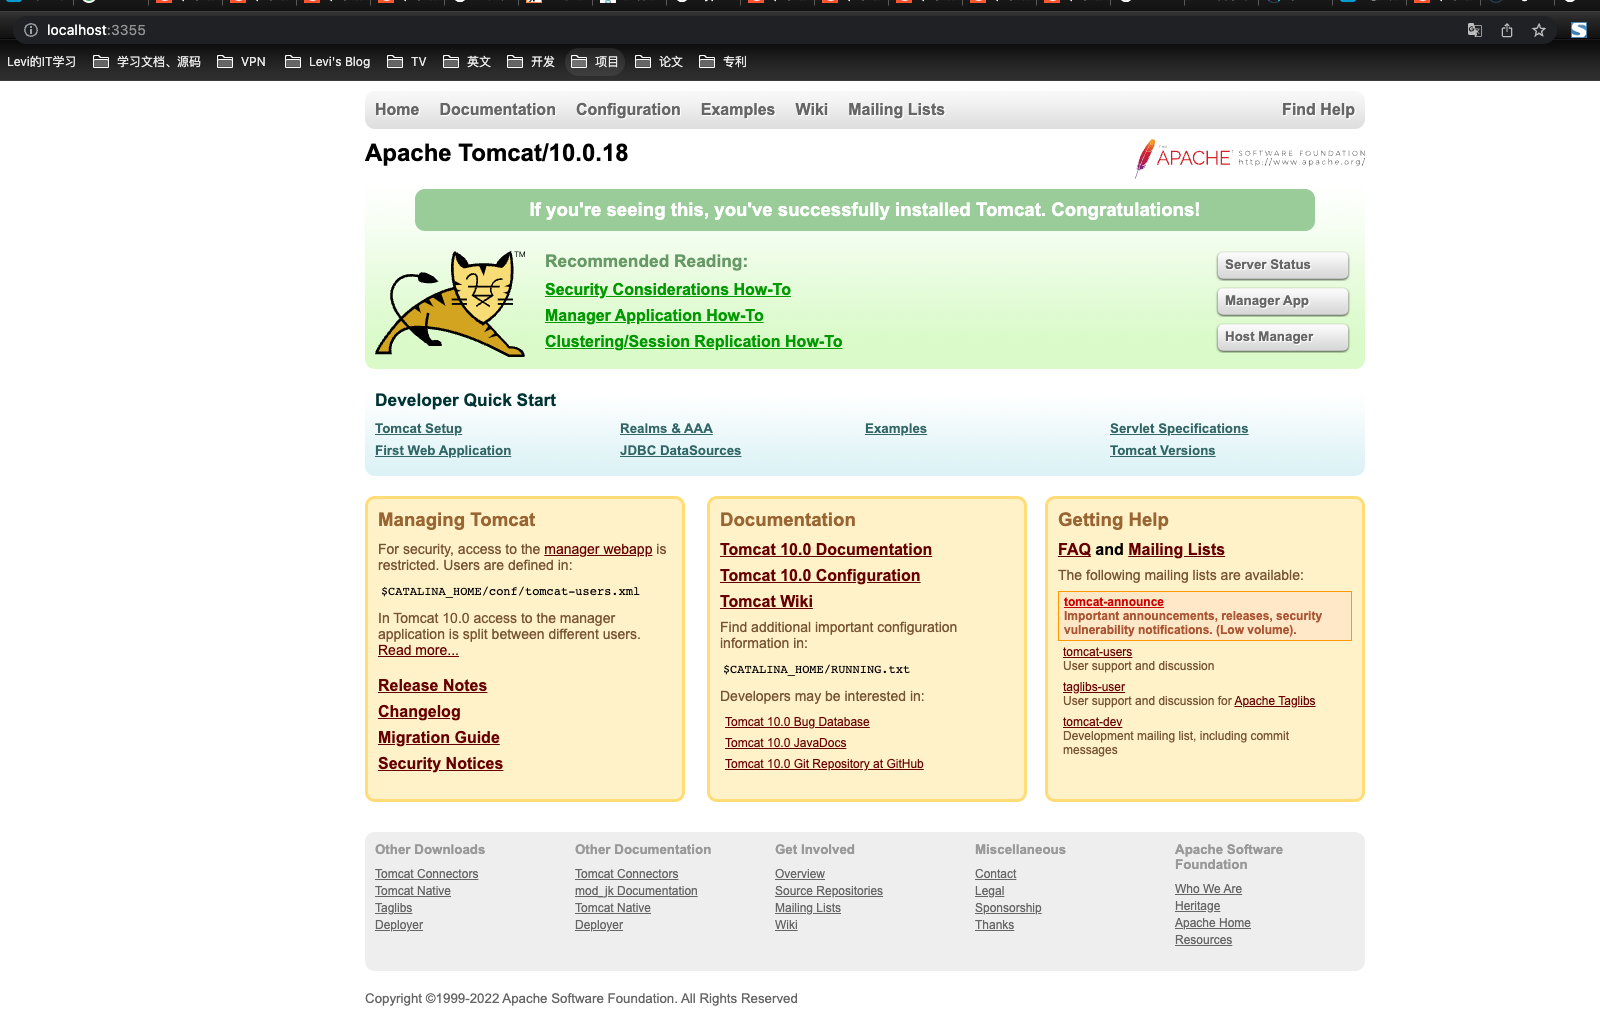 localhost:3355
Levi的IT学习 学习文档、源码 VPN Levi's Blog TV 英文 开发 项目 论文 专利
Home Documentation Configuration Examples Wiki Mailing Lists Find Help
Apache Tomcat/10.0.18
APACHE SOFTWARE FOUNDATION
http://www.apache.org/
If you're seeing this, you've successfully installed Tomcat. Congratulations!
TM
Recommended Reading:
Security Considerations How-To
Manager Application How-To
Clustering/Session Replication How-To
Server Status
Manager App
Host Manager
Developer Quick Start
Tomcat Setup
First Web Application
Realms & AAA
JDBC DataSources
Examples
Servlet Specifications
Tomcat Versions
Managing Tomcat
For security, access to the manager webapp is
restricted. Users are defined in:
$CATALINA_HOME/conf/tomcat-users.xml
In Tomcat 10.0 access to the manager
application is split between different users.
Read more...
Release Notes
Changelog
Migration Guide
Security Notices
Documentation
Tomcat 10.0 Documentation
Tomcat 10.0 Configuration
Tomcat Wiki
Find additional important configuration
information in:
$CATALINA_HOME/RUNNING.txt
Developers may be interested in:
Tomcat 10.0 Bug Database
Tomcat 10.0 JavaDocs
Tomcat 10.0 Git Repository at GitHub
Getting Help
FAQ and Mailing Lists
The following mailing lists are available:
tomcat-announce
Important announcements, releases, security
vulnerability notifications. (Low volume).
tomcat-users
User support and discussion
taglibs-user
User support and discussion for Apache Taglibs
tomcat-dev
Development mailing list, including commit
messages
Other Downloads
Tomcat Connectors
Tomcat Native
Taglibs
Deployer
Other Documentation
Tomcat Connectors
mod_jk Documentation
Tomcat Native
Deployer
Get Involved
Overview
Source Repositories
Mailing Lists
Wiki
Miscellaneous
Contact
Legal
Sponsorship
Thanks
Apache Software
Foundation
Who We Are
Heritage
Apache Home
Resources
Copyright ©1999-2022 Apache Software Foundation. All Rights Reserved